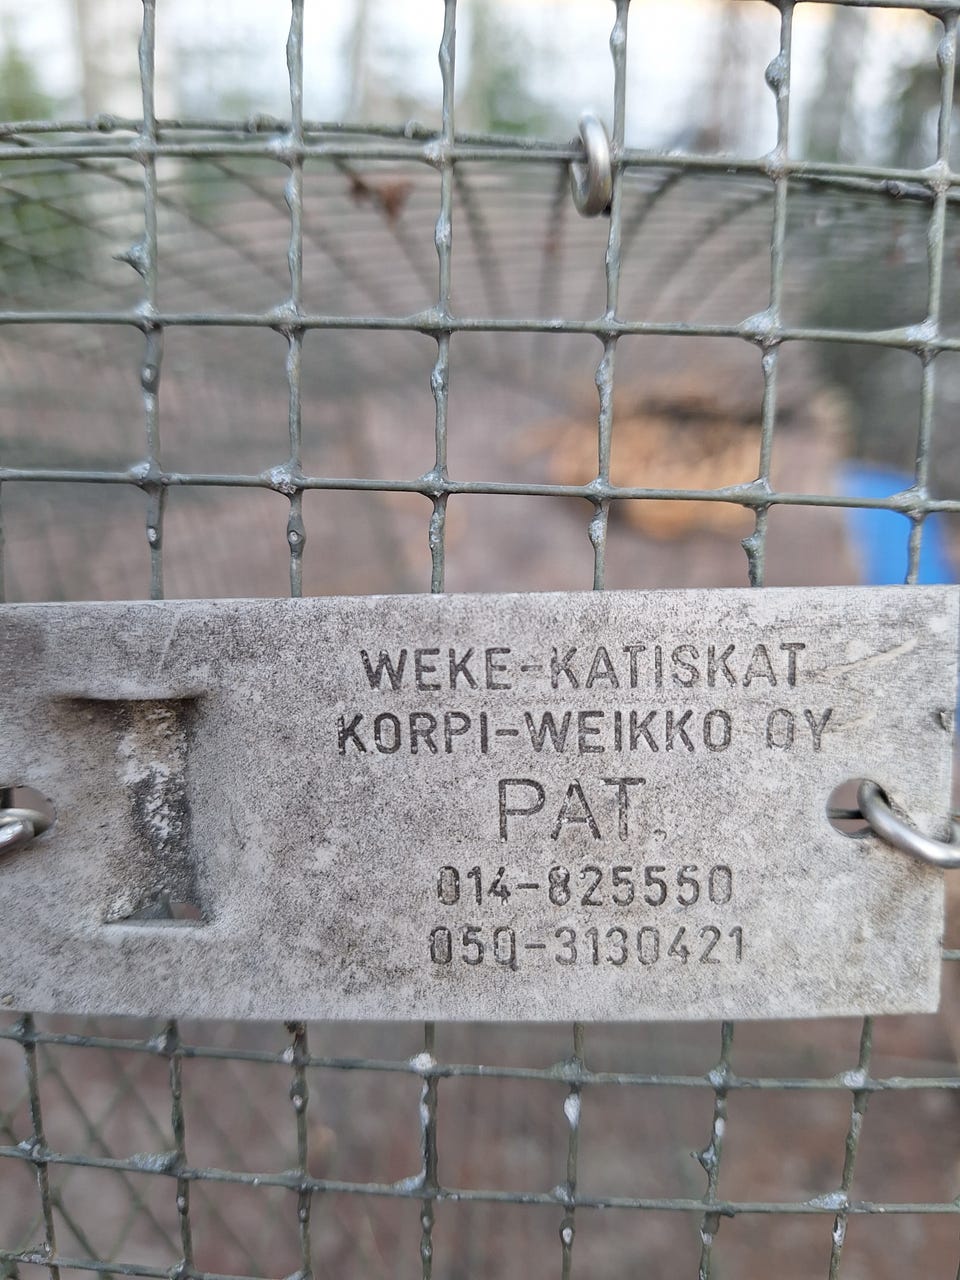 WEKE-KATISKAT
KORPI-WEIKKO OY
PAT.
014-825550
050-3130421